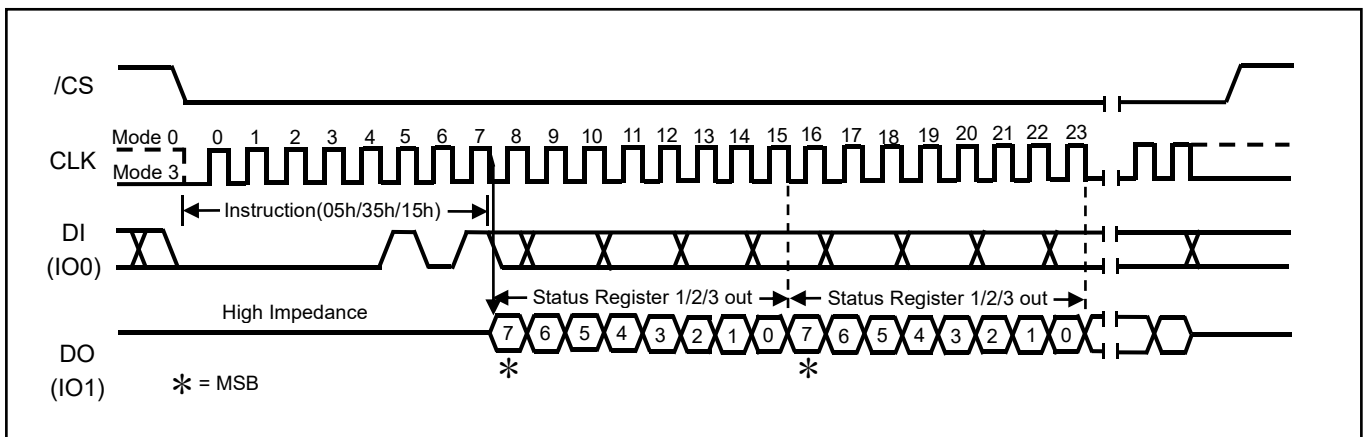 /CS
Mode 0
0 1 2 3 4 5 6 7 8 9 10 11 12 13 14 15 16 17 18 19 20 21 22 23
CLK
Mode 3
Instruction(05h/35h/15h)
DI
(IO0)
Status Register 1/2/3 out Status Register 1/2/3 out
High Impedance
7 6 5 4 3 2 1 0 7 6 5 4 3 2 1 0
DO
(IO1)
* *
* = MSB